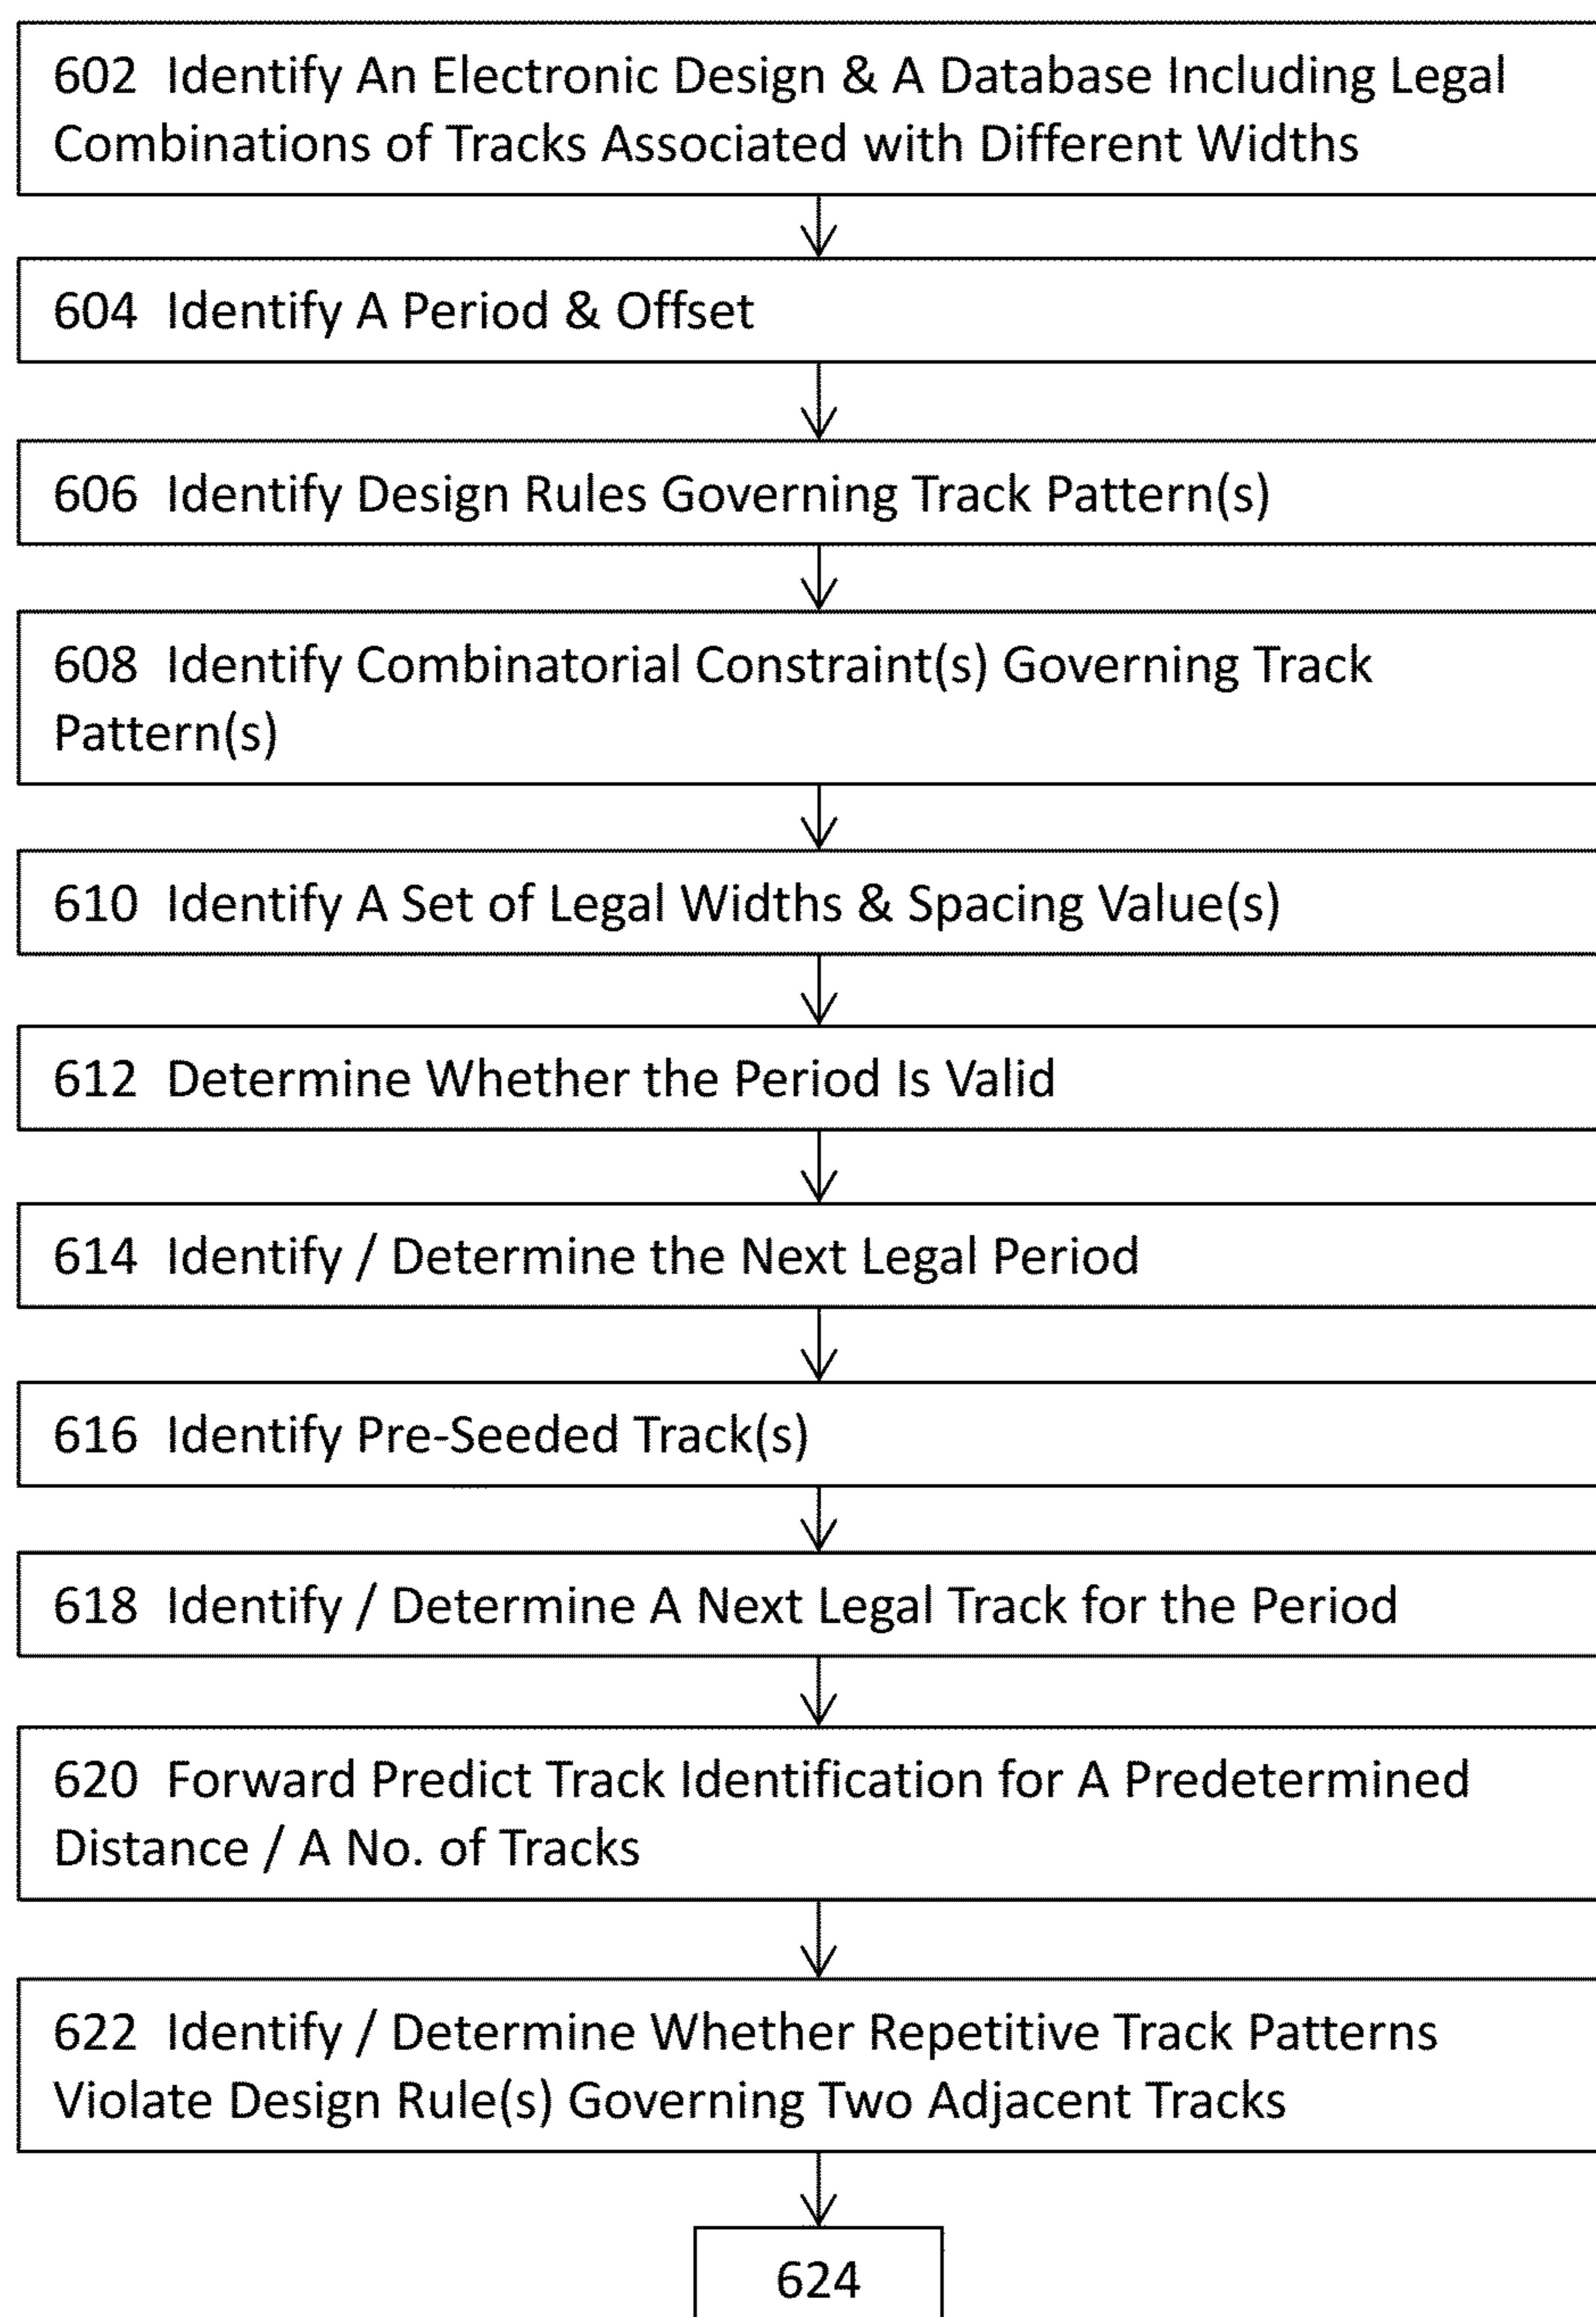 602 Identify An Electronic Design & A Database Including Legal
Combinations of Tracks Associated with Different Widths
604 Identify A Period & Offset
606 Identify Design Rules Governing Track Pattern(s)
608 Identify Combinatorial Constraint(s) Governing Track
Pattern(s)
610 Identify A Set of Legal Widths & Spacing Value(s)
612 Determine Whether the Period Is Valid
614 Identify / Determine the Next Legal Period
616 Identify Pre-Seeded Track(s)
618 Identify / Determine A Next Legal Track for the Period
620 Forward Predict Track Identification for A Predetermined
Distance / A No. of Tracks
622 Identify / Determine Whether Repetitive Track Patterns
Violate Design Rule(s) Governing Two Adjacent Tracks
624